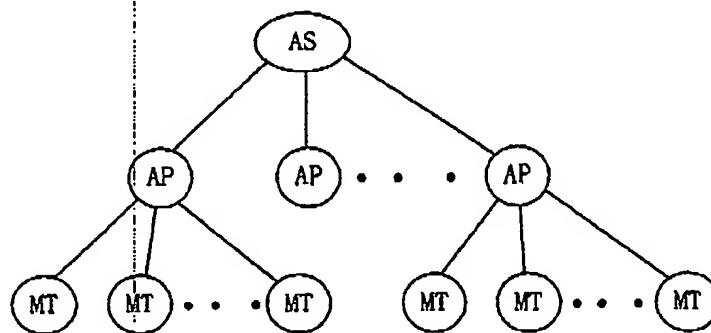 AS
AP AP • • • AP
MT MT • • • MT MT MT • • • MT